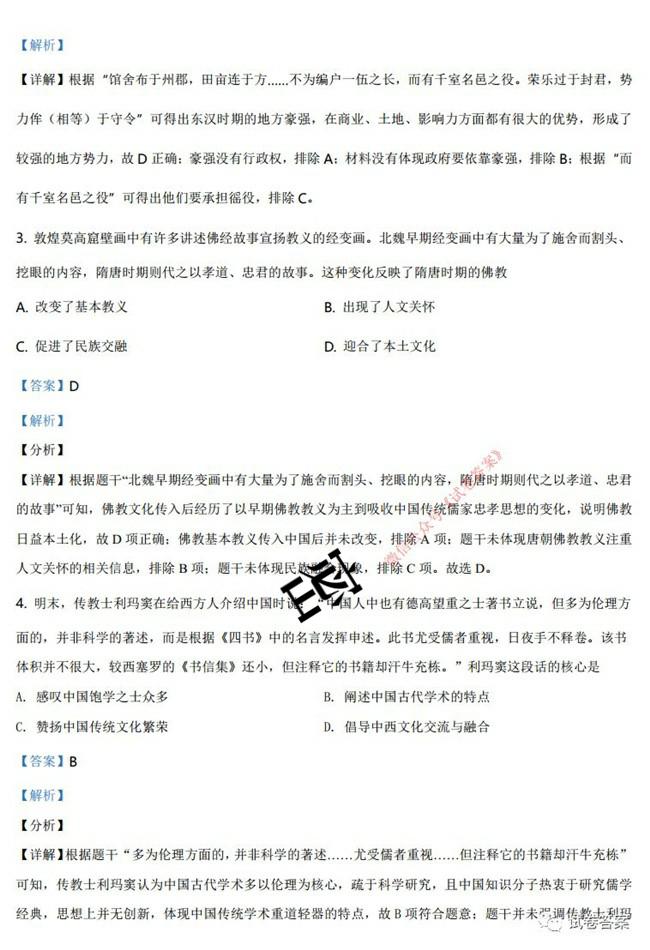 【解析】
【详解】根据“馆舍布于州郡，田亩连于方……不为编户一伍之长，而有千室名邑之役。荣乐过于封君，势
力侔（相等）于守令”可得出东汉时期的地方豪强，在商业、土地、影响力方面都有很大的优势，形成了
较强的地方势力，故D正确；豪强没有行政权，排除A；材料没有体现政府要依靠豪强，排除B；根据“而
有千室名邑之役”可得出他们要承担徭役，排除C。
3. 敦煌莫高窟壁画中有许多讲述佛经故事宣扬教义的经变画。北魏早期经变画中有大量为了施舍而割头、
挖眼的内容，隋唐时期则代之以孝道、忠君的故事。这种变化反映了隋唐时期的佛教
A. 改变了基本教义 B. 出现了人文关怀
C. 促进了民族交融 D. 迎合了本土文化
【答案】D
【解析】
【分析】
【详解】根据题干“北魏早期经变画中有大量为了施舍而割头、挖眼的内容，隋唐时期则代之以孝道、忠君
的故事”可知，佛教文化传入后经历了以早期佛教教义为主到吸收中国传统儒家忠孝思想的变化，说明佛教
日益本土化，故D项正确；佛教基本教义传入中国后并未改变，排除A项；题干未体现唐朝佛教教义注重
人文关怀的相关信息，排除B项；题干未体现民族融合现象，排除C项。故选D。
4. 明末，传教士利玛窦在给西方人介绍中国时说：“中国人中也有德高望重之士著书立说，但多为伦理方
面的，并非科学的著述，而是根据《四书》中的名言发挥申述。此书尤受儒者重视，日夜手不释卷。该书
体积并不很大，较西塞罗的《书信集》还小，但注释它的书籍却汗牛充栋。”利玛窦这段话的核心是
A. 感叹中国饱学之士众多 B. 阐述中国古代学术的特点
C. 赞扬中国传统文化繁荣 D. 倡导中西文化交流与融合
【答案】B
【解析】
【分析】
【详解】根据题干“多为伦理方面的，并非科学的著述……尤受儒者重视……但注释它的书籍却汗牛充栋”
可知，传教士利玛窦认为中国古代学术多以伦理为核心，疏于科学研究，且中国知识分子热衷于研究儒学
经典，思想上并无创新，体现中国传统学术重道轻器的特点，故B项符合题意；题干并未强调传教士利玛
微信公众号《试卷答案》
试卷答案